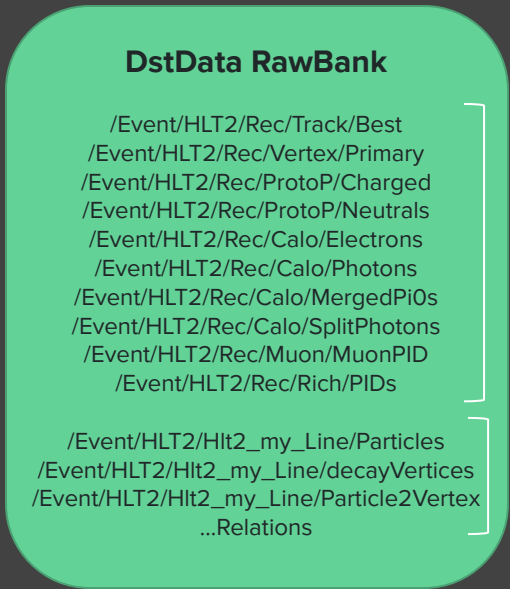 DstData RawBank
/Event/HLT2/Rec/Track/Best
/Event/HLT2/Rec/Vertex/Primary
/Event/HLT2/Rec/ProtoP/Charged
/Event/HLT2/Rec/ProtoP/Neutrals
/Event/HLT2/Rec/Calo/Electrons
/Event/HLT2/Rec/Calo/Photons
/Event/HLT2/Rec/Calo/MergedPi0s
/Event/HLT2/Rec/Calo/SplitPhotons
/Event/HLT2/Rec/Muon/MuonPID
/Event/HLT2/Rec/Rich/PIDs
/Event/HLT2/Hlt2_my_Line/Particles
/Event/HLT2/Hlt2_my_Line/decayVertices
/Event/HLT2/Hlt2_my_Line/Particle2Vertex
...Relations